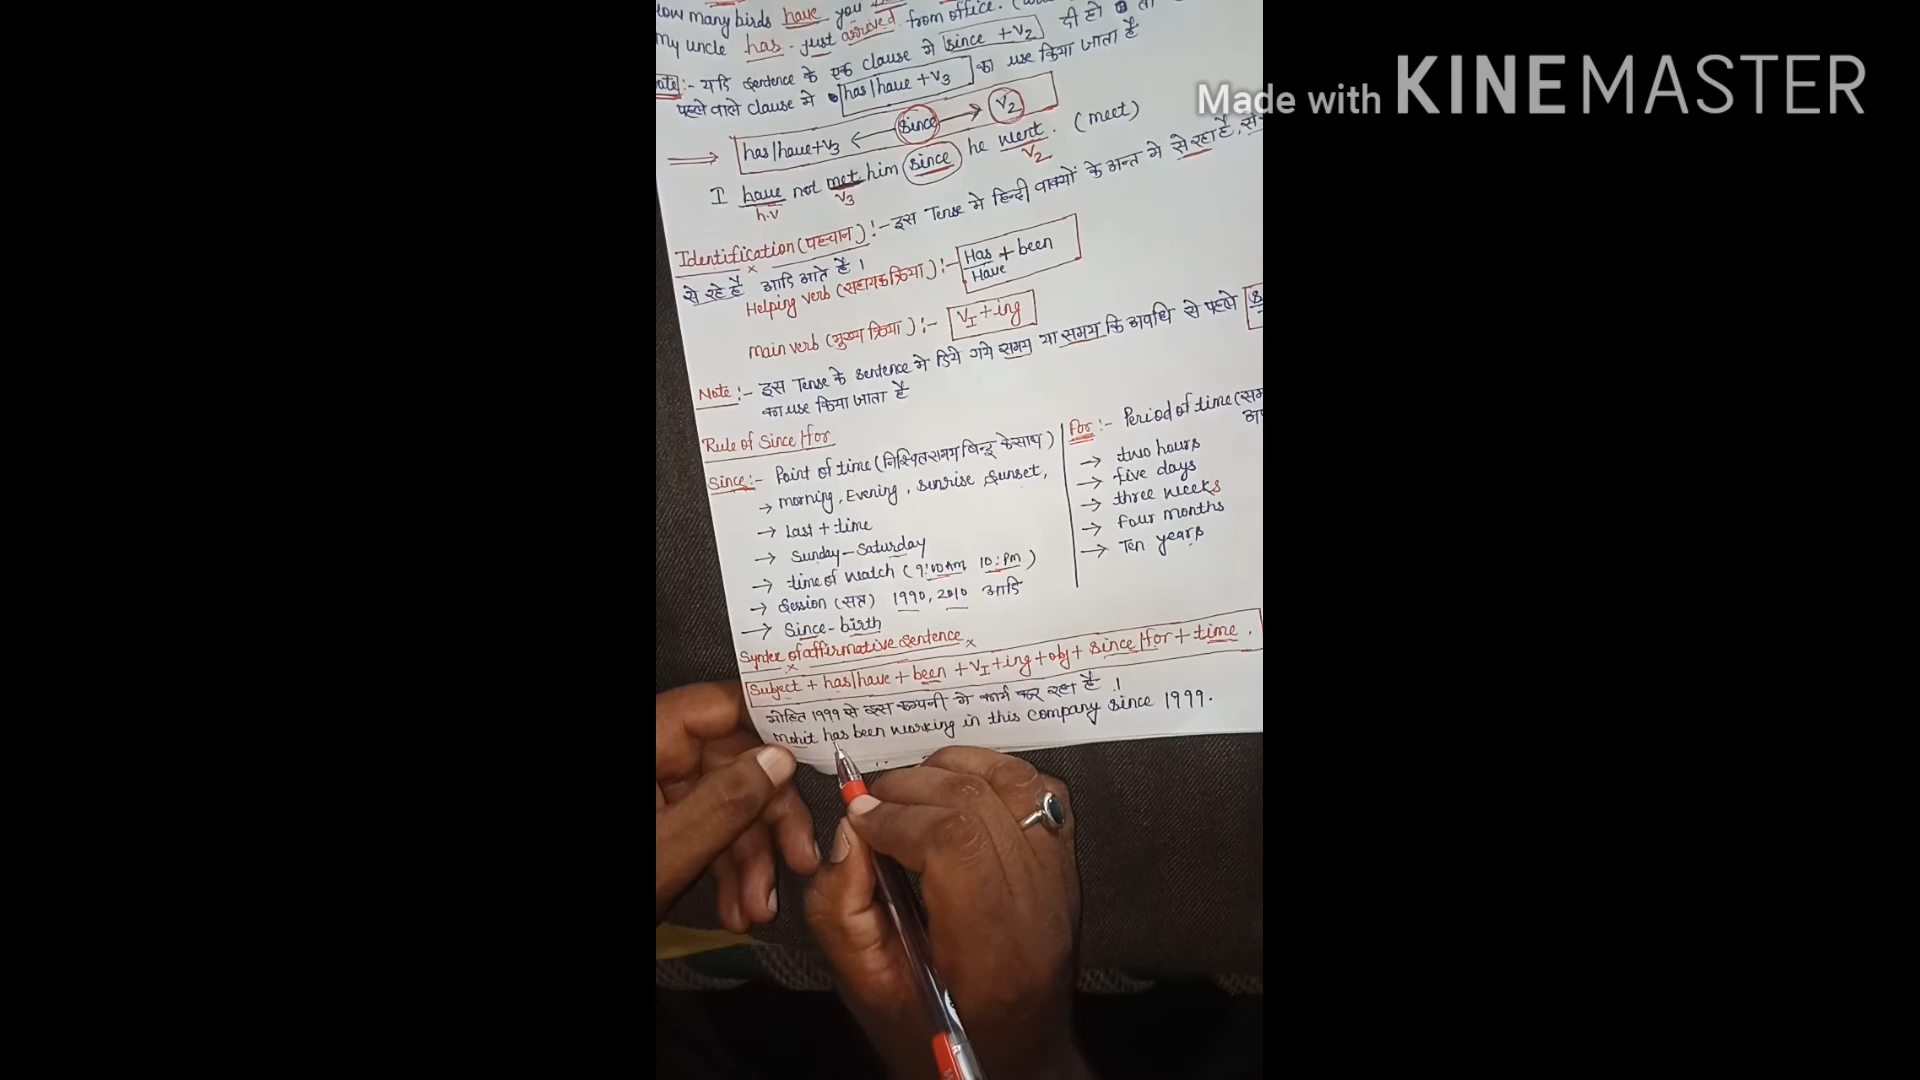 How many birds have you
My uncle has just arrived from office.
Note:- यदि Sentence के एक clause मे since + V2 दी हो तो
पहले वाले clause मे has/have + V3 का use किया जाता है
has/have+V3 ← since → V2
I have not met him since he went. (meet)
h.v V3 V2
Identification (पहचान) :- इस Tense मे हिन्दी वाक्यों के अन्त मे से रहा है,
से रहे है आदि आते है।
Helping verb (सहायक क्रिया) :- Has/Have + been
Main verb (मुख्य क्रिया) :- VI + ing
Note:- इस Tense के sentence मे दिये गये समय या समय कि अवधि से पहले
का use किया जाता है
Rule of Since/for
Since:- Point of time (निश्चित समय बिन्दू के साथ)
→ morning, Evening, sunrise, sunset,
→ Last + time
→ Sunday-Saturday
→ time of watch (9:00AM, 10:PM)
→ Session (सत्र) 1990, 2010 आदि
→ Since-birth
For:- Period of time
→ two hours
→ five days
→ three weeks
→ four months
→ Ten years
Syntex of affirmative Sentence
Subject + has/have + been + VI + ing + obj + since/for + time.
मोहित 1999 से इस कम्पनी मे कार्य कर रहा है।
Mohit has been working in this company since 1999.
Made with KINEMASTER